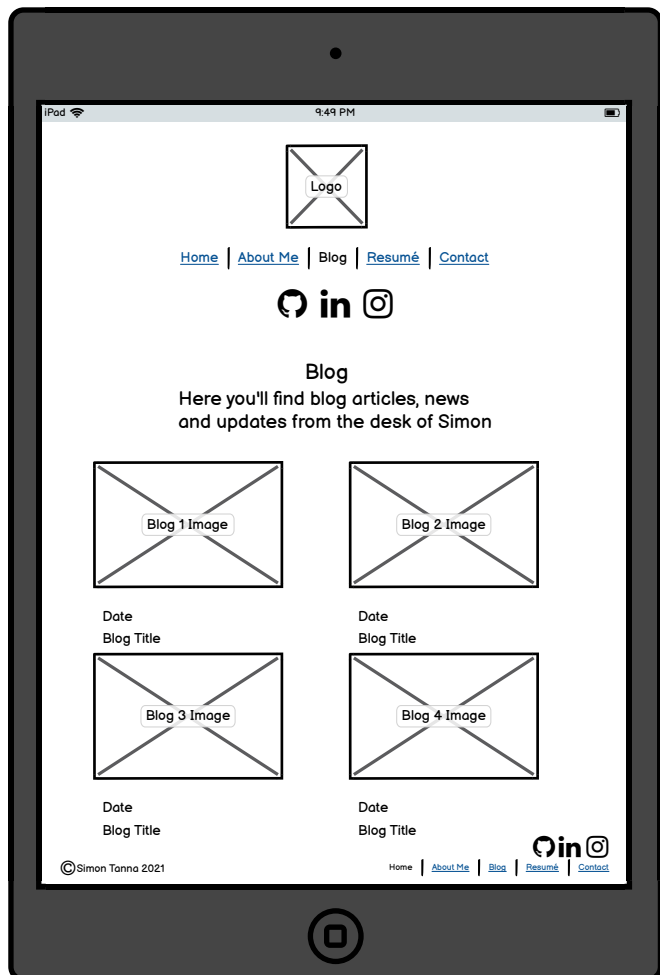 iPad 9:49 PM
Logo
Home About Me Blog Resumé Contact
in
Blog
Here you'll find blog articles, news
and updates from the desk of Simon
Blog 1 Image Blog 2 Image
Date Date
Blog Title Blog Title
Blog 3 Image Blog 4 Image
Date Date
Blog Title Blog Title
in
©Simon Tanna 2021 Home About Me Blog Resumé Contact